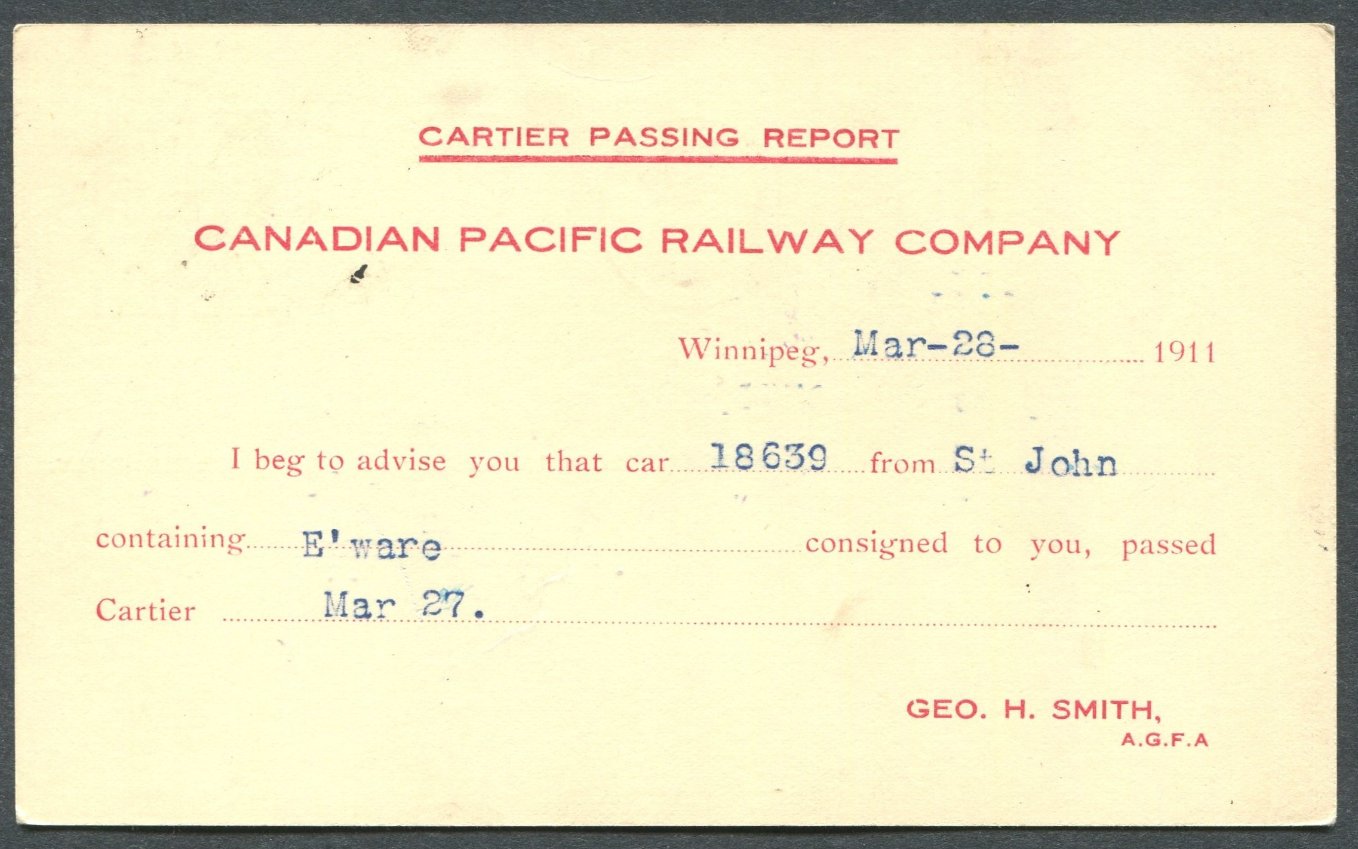 CARTIER PASSING REPORT
CANADIAN PACIFIC RAILWAY COMPANY
Winnipeg, Mar-28- 1911
I beg to advise you that car 18639 from St John
containing E'ware consigned to you, passed
Cartier Mar 27.
GEO. H. SMITH,
A.G.F.A